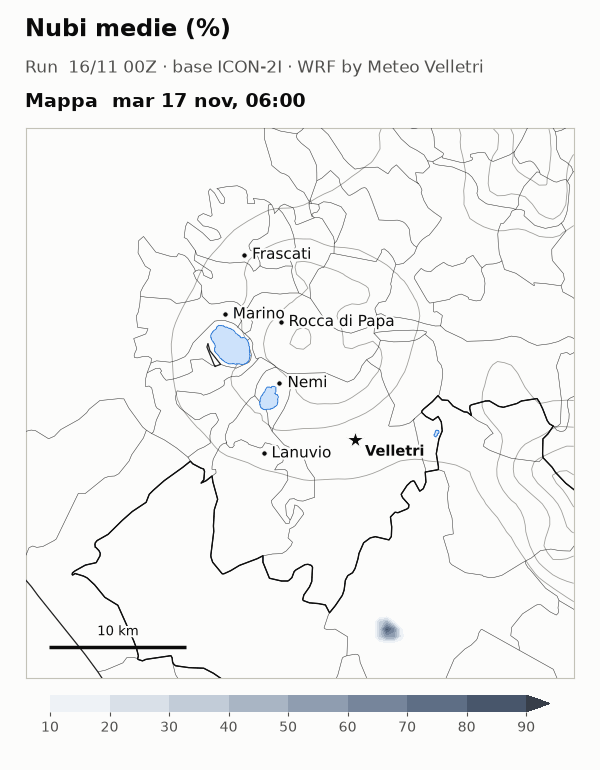 Nubi medie (%)
Run 16/11 00Z · base ICON-2I · WRF by Meteo Velletri
Mappa mar 17 nov, 06:00
Frascati
Marino
Rocca di Papa
Nemi
Velletri
Lanuvio
10 km
10 20 30 40 50 60 70 80 90